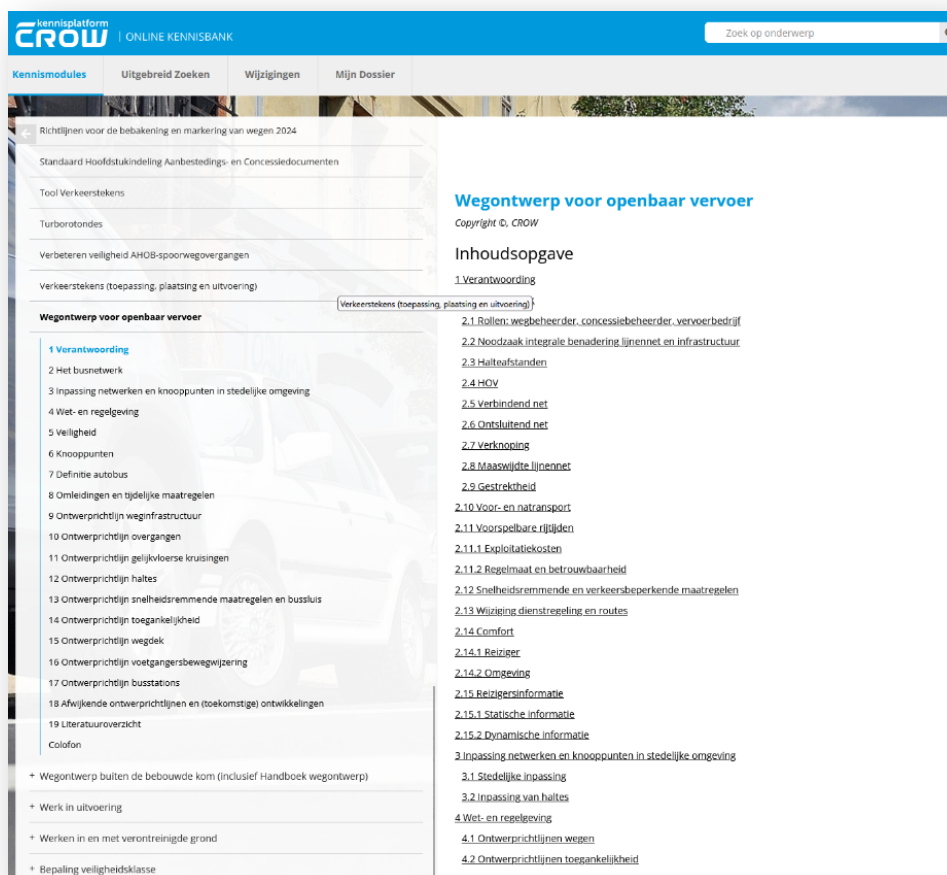 kennisplatform
CROW | ONLINE KENNISBANK
Zoek op onderwerp
Kennismodules
Uitgebreid Zoeken
Wijzigingen
Mijn Dossier
Richtlijnen voor de bebakening en markering van wegen 2024
Standaard Hoofdstukindeling Aanbestedings- en Concessiedocumenten
Tool Verkeerstekens
Turborotondes
Verbeteren veiligheid AHOB-spoorwegovergangen
Verkeerstekens (toepassing, plaatsing en uitvoering)
Verkeerstekens (toepassing, plaatsing en uitvoering)
Wegontwerp voor openbaar vervoer
1 Verantwoording
2 Het busnetwerk
3 Inpassing netwerken en knooppunten in stedelijke omgeving
4 Wet- en regelgeving
5 Veiligheid
6 Knooppunten
7 Definitie autobus
8 Omleidingen en tijdelijke maatregelen
9 Ontwerprichtlijn weginfrastructuur
10 Ontwerprichtlijn overgangen
11 Ontwerprichtlijn gelijkvloerse kruisingen
12 Ontwerprichtlijn haltes
13 Ontwerprichtlijn snelheidsremmende maatregelen en bussluis
14 Ontwerprichtlijn toegankelijkheid
15 Ontwerprichtlijn wegdek
16 Ontwerprichtlijn voetgangersbewegwijzering
17 Ontwerprichtlijn busstations
18 Afwijkende ontwerprichtlijnen en (toekomstige) ontwikkelingen
19 Literatuuroverzicht
Colofon
+ Wegontwerp buiten de bebouwde kom (inclusief Handboek wegontwerp)
+ Werk in uitvoering
+ Werken in en met verontreinigde grond
+ Bepaling veiligheidsklasse
Wegontwerp voor openbaar vervoer
Copyright ©, CROW
Inhoudsopgave
1 Verantwoording
2.1 Rollen: wegbeheerder, concessiebeheerder, vervoerbedrijf
2.2 Noodzaak integrale benadering lijnennet en infrastructuur
2.3 Halteafstanden
2.4 HOV
2.5 Verbindend net
2.6 Ontsluitend net
2.7 Verknoping
2.8 Maaswijdte lijnennet
2.9 Gestrektheid
2.10 Voor- en natransport
2.11 Voorspelbare rijtijden
2.11.1 Exploitatiekosten
2.11.2 Regelmaat en betrouwbaarheid
2.12 Snelheidsremmende en verkeersbeperkende maatregelen
2.13 Wijziging dienstregeling en routes
2.14 Comfort
2.14.1 Reiziger
2.14.2 Omgeving
2.15 Reizigersinformatie
2.15.1 Statische informatie
2.15.2 Dynamische informatie
3 Inpassing netwerken en knooppunten in stedelijke omgeving
3.1 Stedelijke inpassing
3.2 Inpassing van haltes
4 Wet- en regelgeving
4.1 Ontwerprichtlijnen wegen
4.2 Ontwerprichtlijnen toegankelijkheid